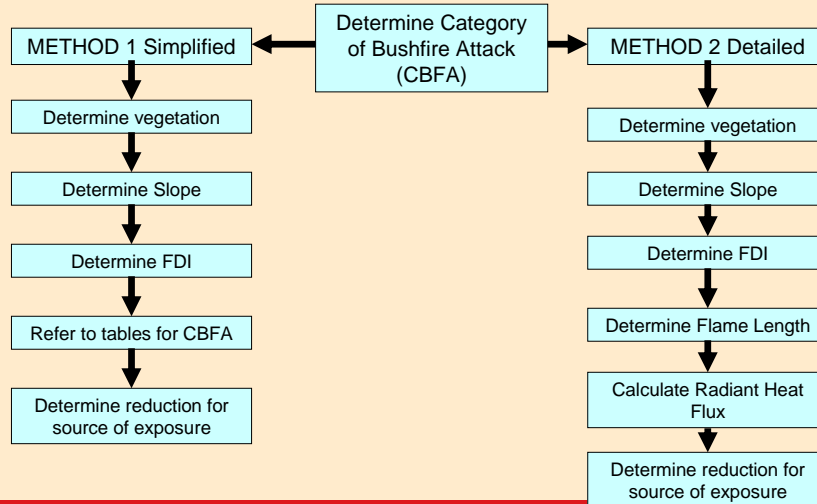 Determine Category
of Bushfire Attack
(CBFA)
METHOD 1 Simplified
Determine vegetation
Determine Slope
Determine FDI
Refer to tables for CBFA
Determine reduction for
source of exposure
METHOD 2 Detailed
Determine vegetation
Determine Slope
Determine FDI
Determine Flame Length
Calculate Radiant Heat
Flux
Determine reduction for
source of exposure